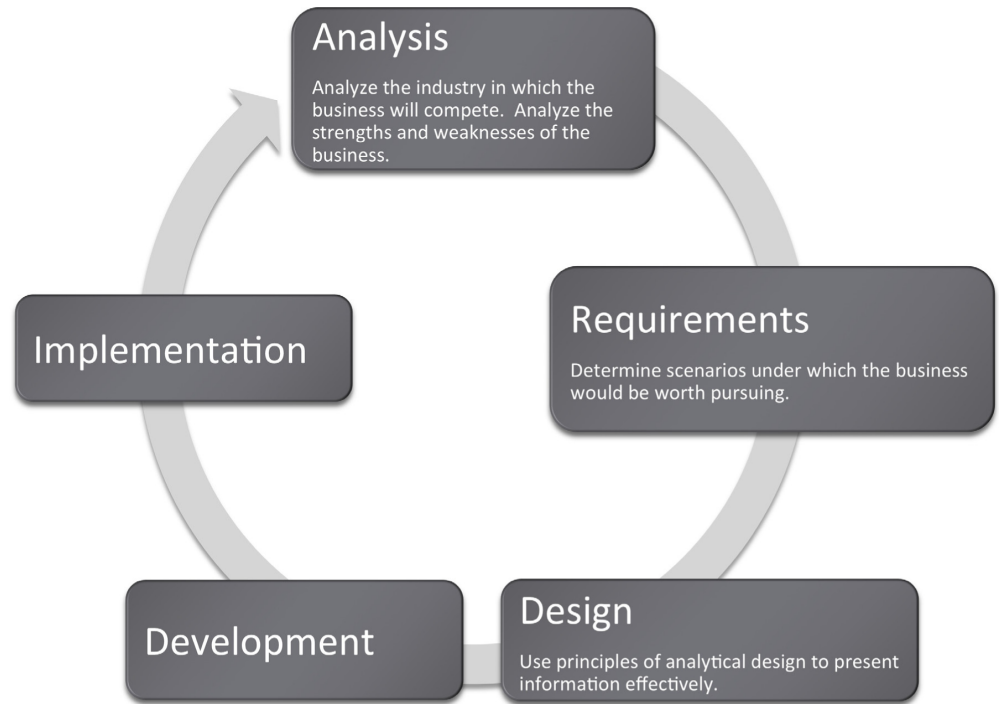 Analysis
Analyze the industry in which the
business will compete.  Analyze the
strengths and weaknesses of the
business.
Requirements
Determine scenarios under which the business
would be worth pursuing.
Design
Use principles of analytical design to present
information effectively.
Development
Implementation